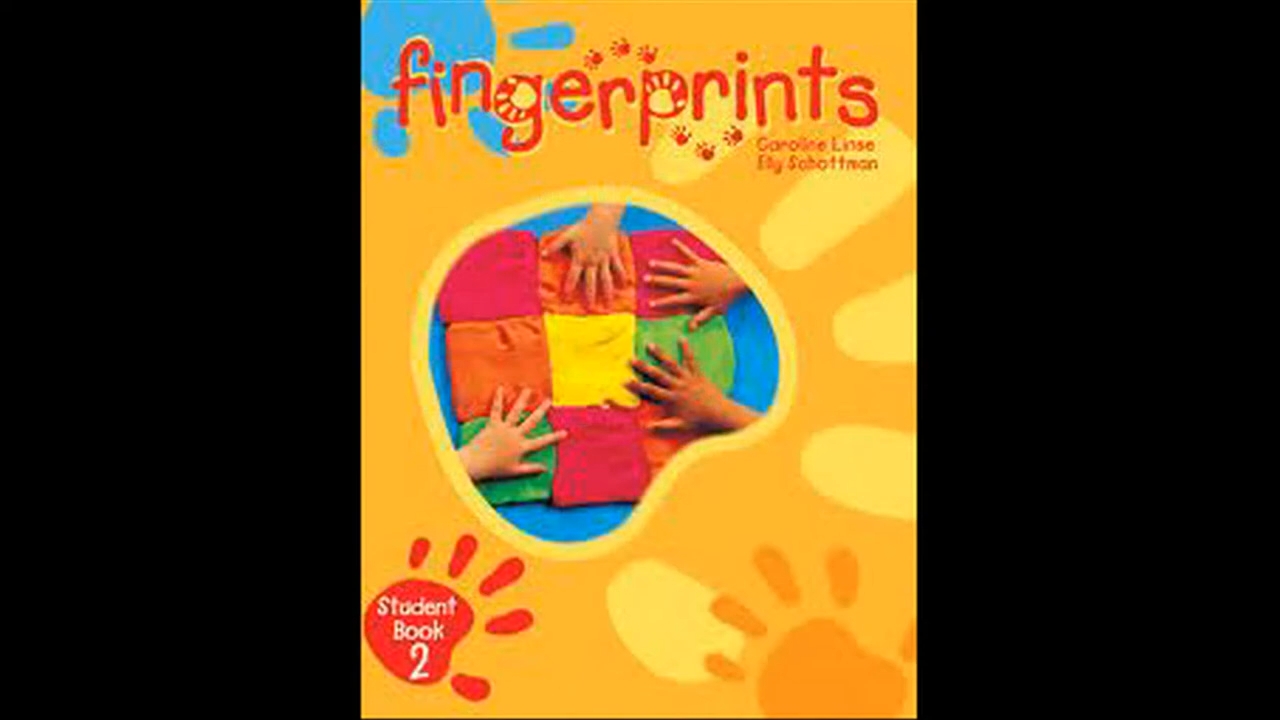 fingerprints
Caroline Linse
Elly Schottman
Student
Book
2